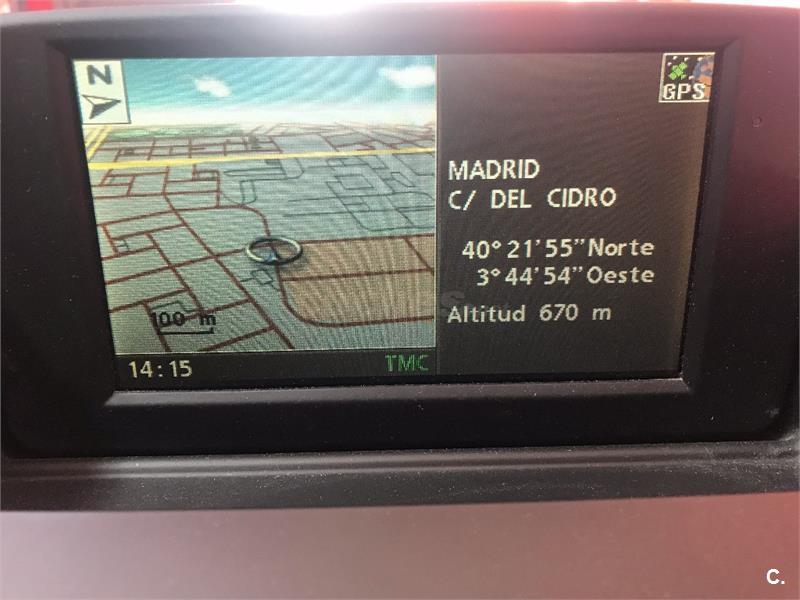 N
GPS
MADRID
C/ DEL CIDRO
40° 21'55"Norte
3° 44'54"Oeste
Altitud 670 m
100 m
14:15
TMC
C.